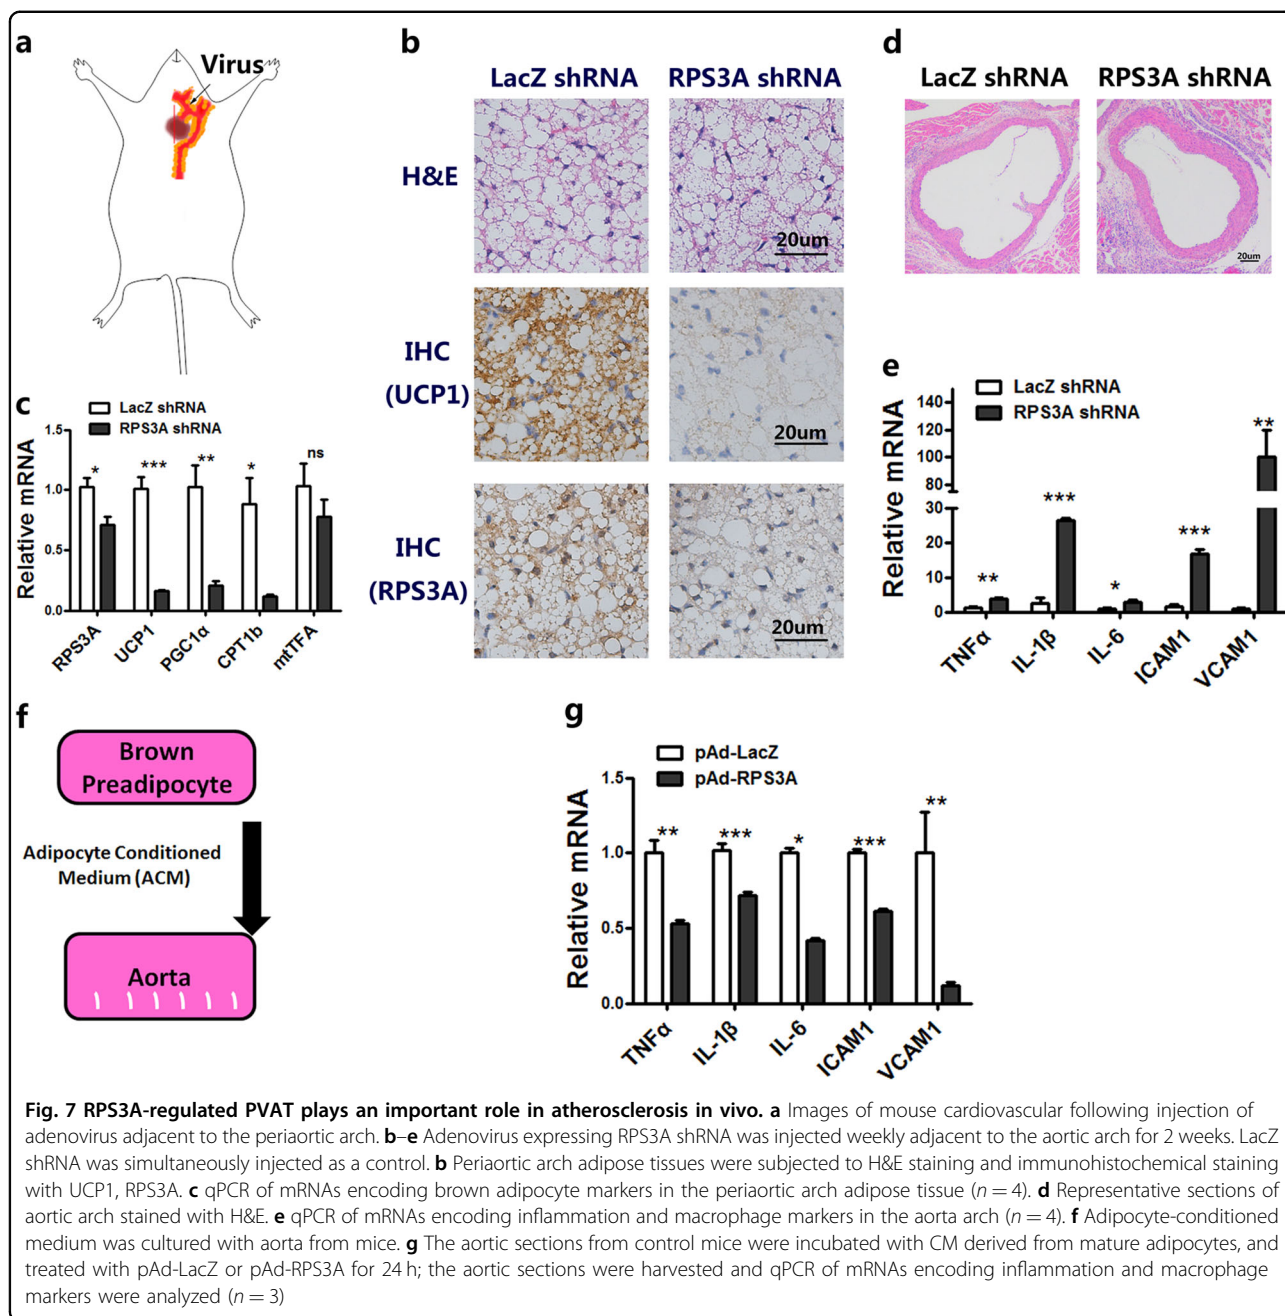 a
Virus
b
LacZ shRNA RPS3A shRNA
H&E
20um
IHC
(UCP1)
20um
IHC
(RPS3A)
20um
c
LacZ shRNA
RPS3A shRNA
Relative mRNA
1.5
1.0
0.5
0.0
* *** ** * ns
RPS3A UCP1 PGC1α CPT1b mtTFA
d
LacZ shRNA RPS3A shRNA
20um
e
LacZ shRNA
RPS3A shRNA
Relative mRNA
140
120
100
80
60
40
30
20
10
0
** *** * *** **
TNFα IL-1β IL-6 ICAM1 VCAM1
f
Brown
Preadipocyte
Adipocyte Conditioned
Medium (ACM)
Aorta
g
pAd-LacZ
pAd-RPS3A
Relative mRNA
1.5
1.0
0.5
0.0
** *** * *** **
TNFα IL-1β IL-6 ICAM1 VCAM1
Fig. 7 RPS3A-regulated PVAT plays an important role in atherosclerosis in vivo. a Images of mouse cardiovascular following injection of
adenovirus adjacent to the periaortic arch. b–e Adenovirus expressing RPS3A shRNA was injected weekly adjacent to the aortic arch for 2 weeks. LacZ
shRNA was simultaneously injected as a control. b Periaortic arch adipose tissues were subjected to H&E staining and immunohistochemical staining
with UCP1, RPS3A. c qPCR of mRNAs encoding brown adipocyte markers in the periaortic arch adipose tissue (n = 4). d Representative sections of
aortic arch stained with H&E. e qPCR of mRNAs encoding inflammation and macrophage markers in the aorta arch (n = 4). f Adipocyte-conditioned
medium was cultured with aorta from mice. g The aortic sections from control mice were incubated with CM derived from mature adipocytes, and
treated with pAd-LacZ or pAd-RPS3A for 24 h; the aortic sections were harvested and qPCR of mRNAs encoding inflammation and macrophage
markers were analyzed (n = 3)